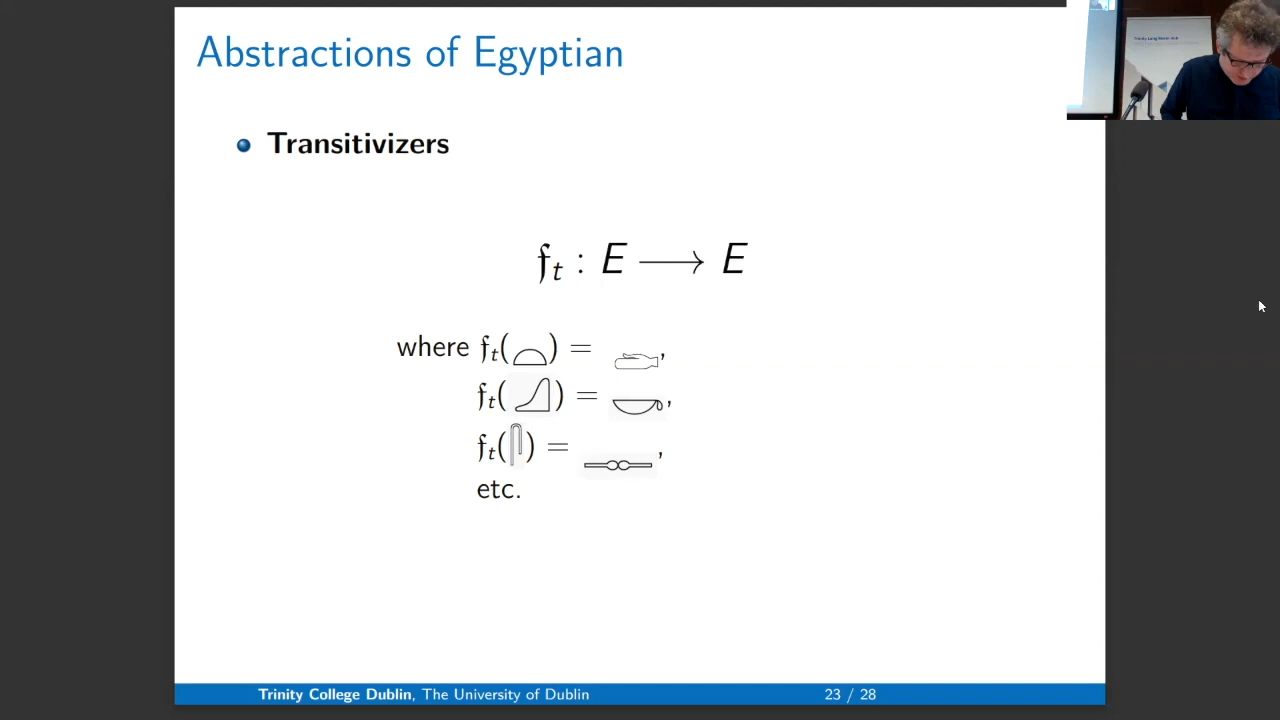 Abstractions of Egyptian
Transitivizers
𝔣ₜ : E ⟶ E
where 𝔣ₜ(𓏏) = 𓂧,
𝔣ₜ(𓃀) = 𓎡,
𝔣ₜ(𓋴) = 𓊃,
etc.
Trinity College Dublin, The University of Dublin
23 / 28